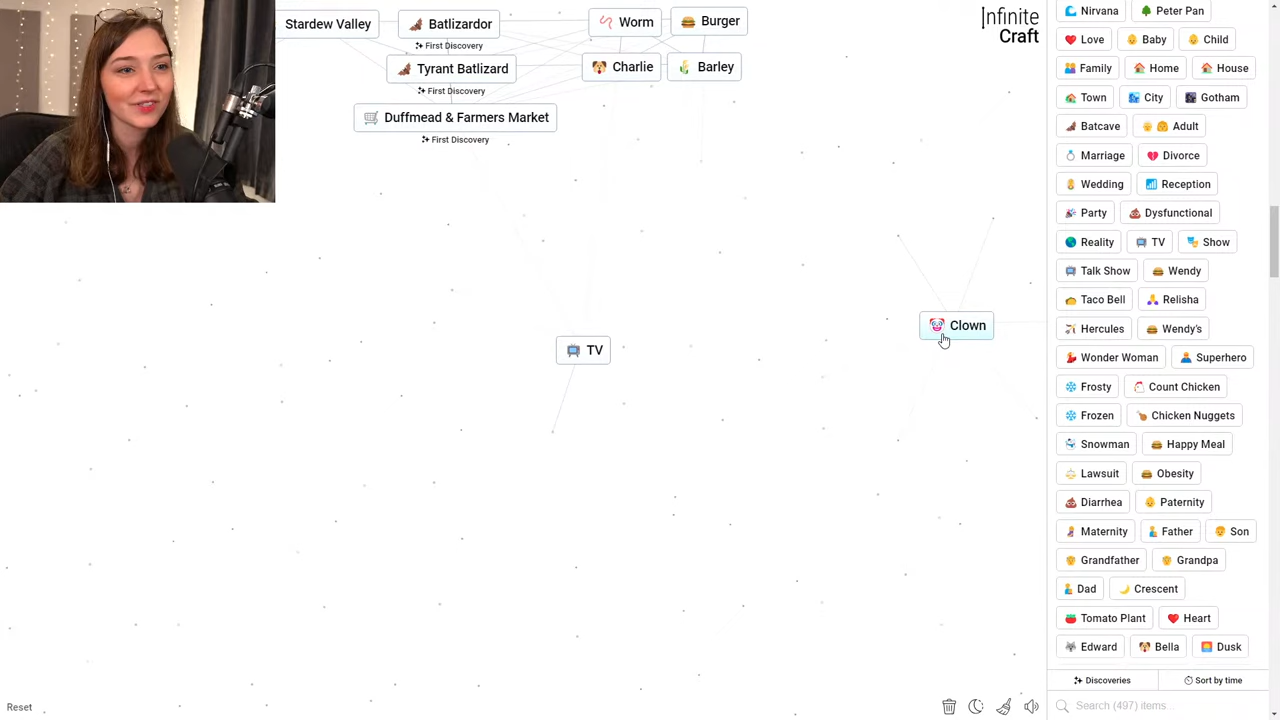 Stardew Valley
Batlizardor
First Discovery
Worm
Burger
Tyrant Batlizard
First Discovery
Charlie
Barley
Duffmead & Farmers Market
First Discovery
Infinite
Craft
TV
Clown
Nirvana Peter Pan
Love Baby Child
Family Home House
Town City Gotham
Batcave Adult
Marriage Divorce
Wedding Reception
Party Dysfunctional
Reality TV Show
Talk Show Wendy
Taco Bell Relisha
Hercules Wendy's
Wonder Woman Superhero
Frosty Count Chicken
Frozen Chicken Nuggets
Snowman Happy Meal
Lawsuit Obesity
Diarrhea Paternity
Maternity Father Son
Grandfather Grandpa
Dad Crescent
Tomato Plant Heart
Edward Bella Dusk
Discoveries Sort by time
Reset
Search (497) items...